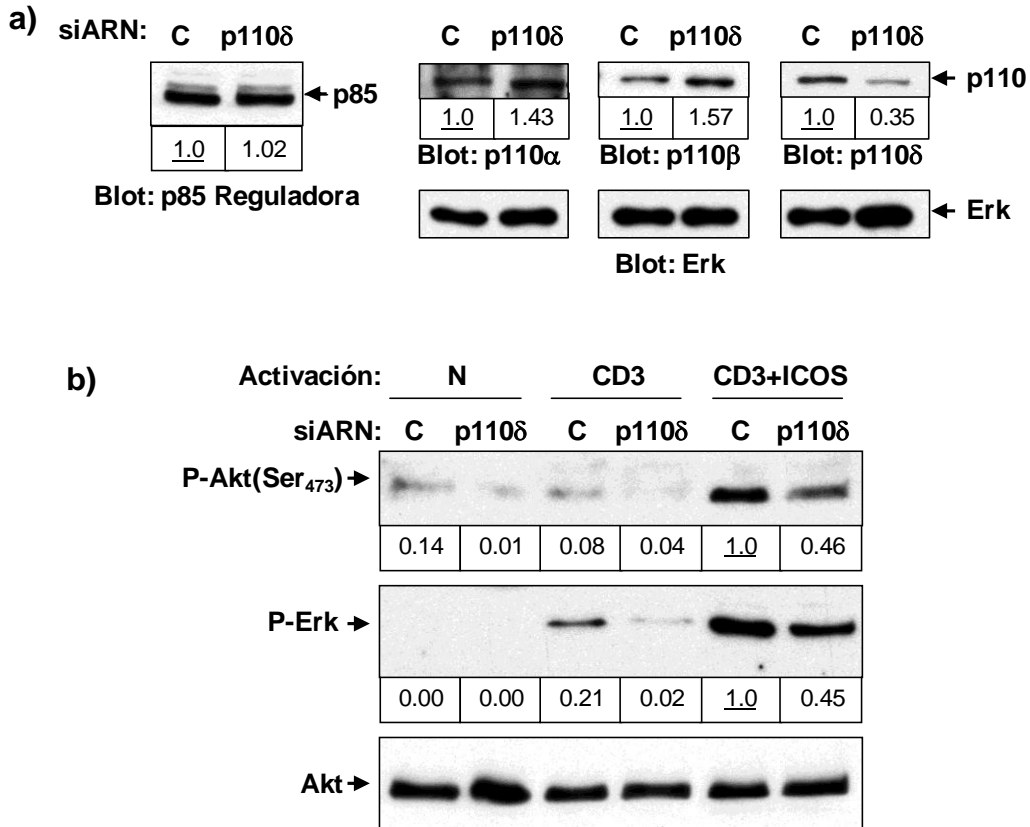 a)
siARN: C p110δ C p110δ C p110δ C p110δ
p85
p110
1.0 1.02
1.0 1.43 1.0 1.57 1.0 0.35
Blot: p85 Reguladora
Blot: p110α Blot: p110β Blot: p110δ
Erk
Blot: Erk
b)
Activación: N CD3 CD3+ICOS
siARN: C p110δ C p110δ C p110δ
P-Akt(Ser473)
0.14 0.01 0.08 0.04 1.0 0.46
P-Erk
0.00 0.00 0.21 0.02 1.0 0.45
Akt